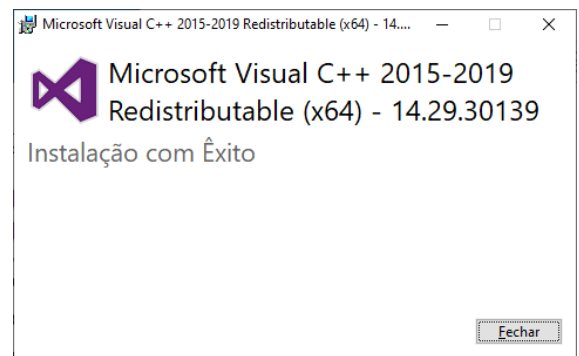 Microsoft Visual C++ 2015-2019 Redistributable (x64) - 14....
Microsoft Visual C++ 2015-2019
Redistributable (x64) - 14.29.30139
Instalação com Êxito
Fechar